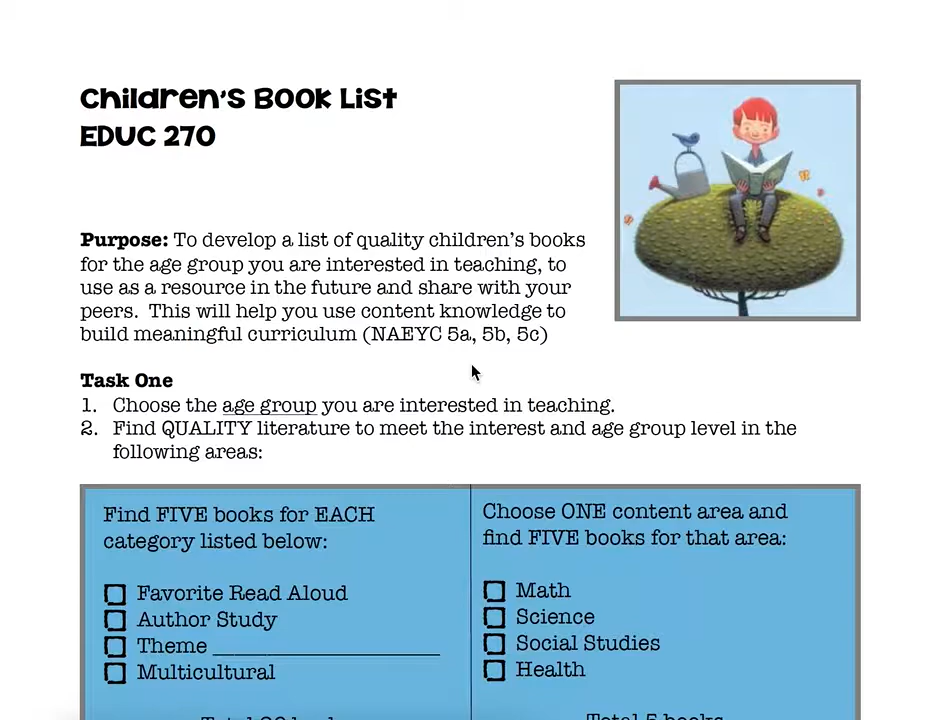 Children's Book List
EDUC 270
Purpose: To develop a list of quality children's books
for the age group you are interested in teaching, to
use as a resource in the future and share with your
peers.  This will help you use content knowledge to
build meaningful curriculum (NAEYC 5a, 5b, 5c)
Task One
1. Choose the age group you are interested in teaching.
2. Find QUALITY literature to meet the interest and age group level in the
following areas:
Find FIVE books for EACH
category listed below:
Favorite Read Aloud
Author Study
Theme ____________________
Multicultural
Choose ONE content area and
find FIVE books for that area:
Math
Science
Social Studies
Health
Total 5 books